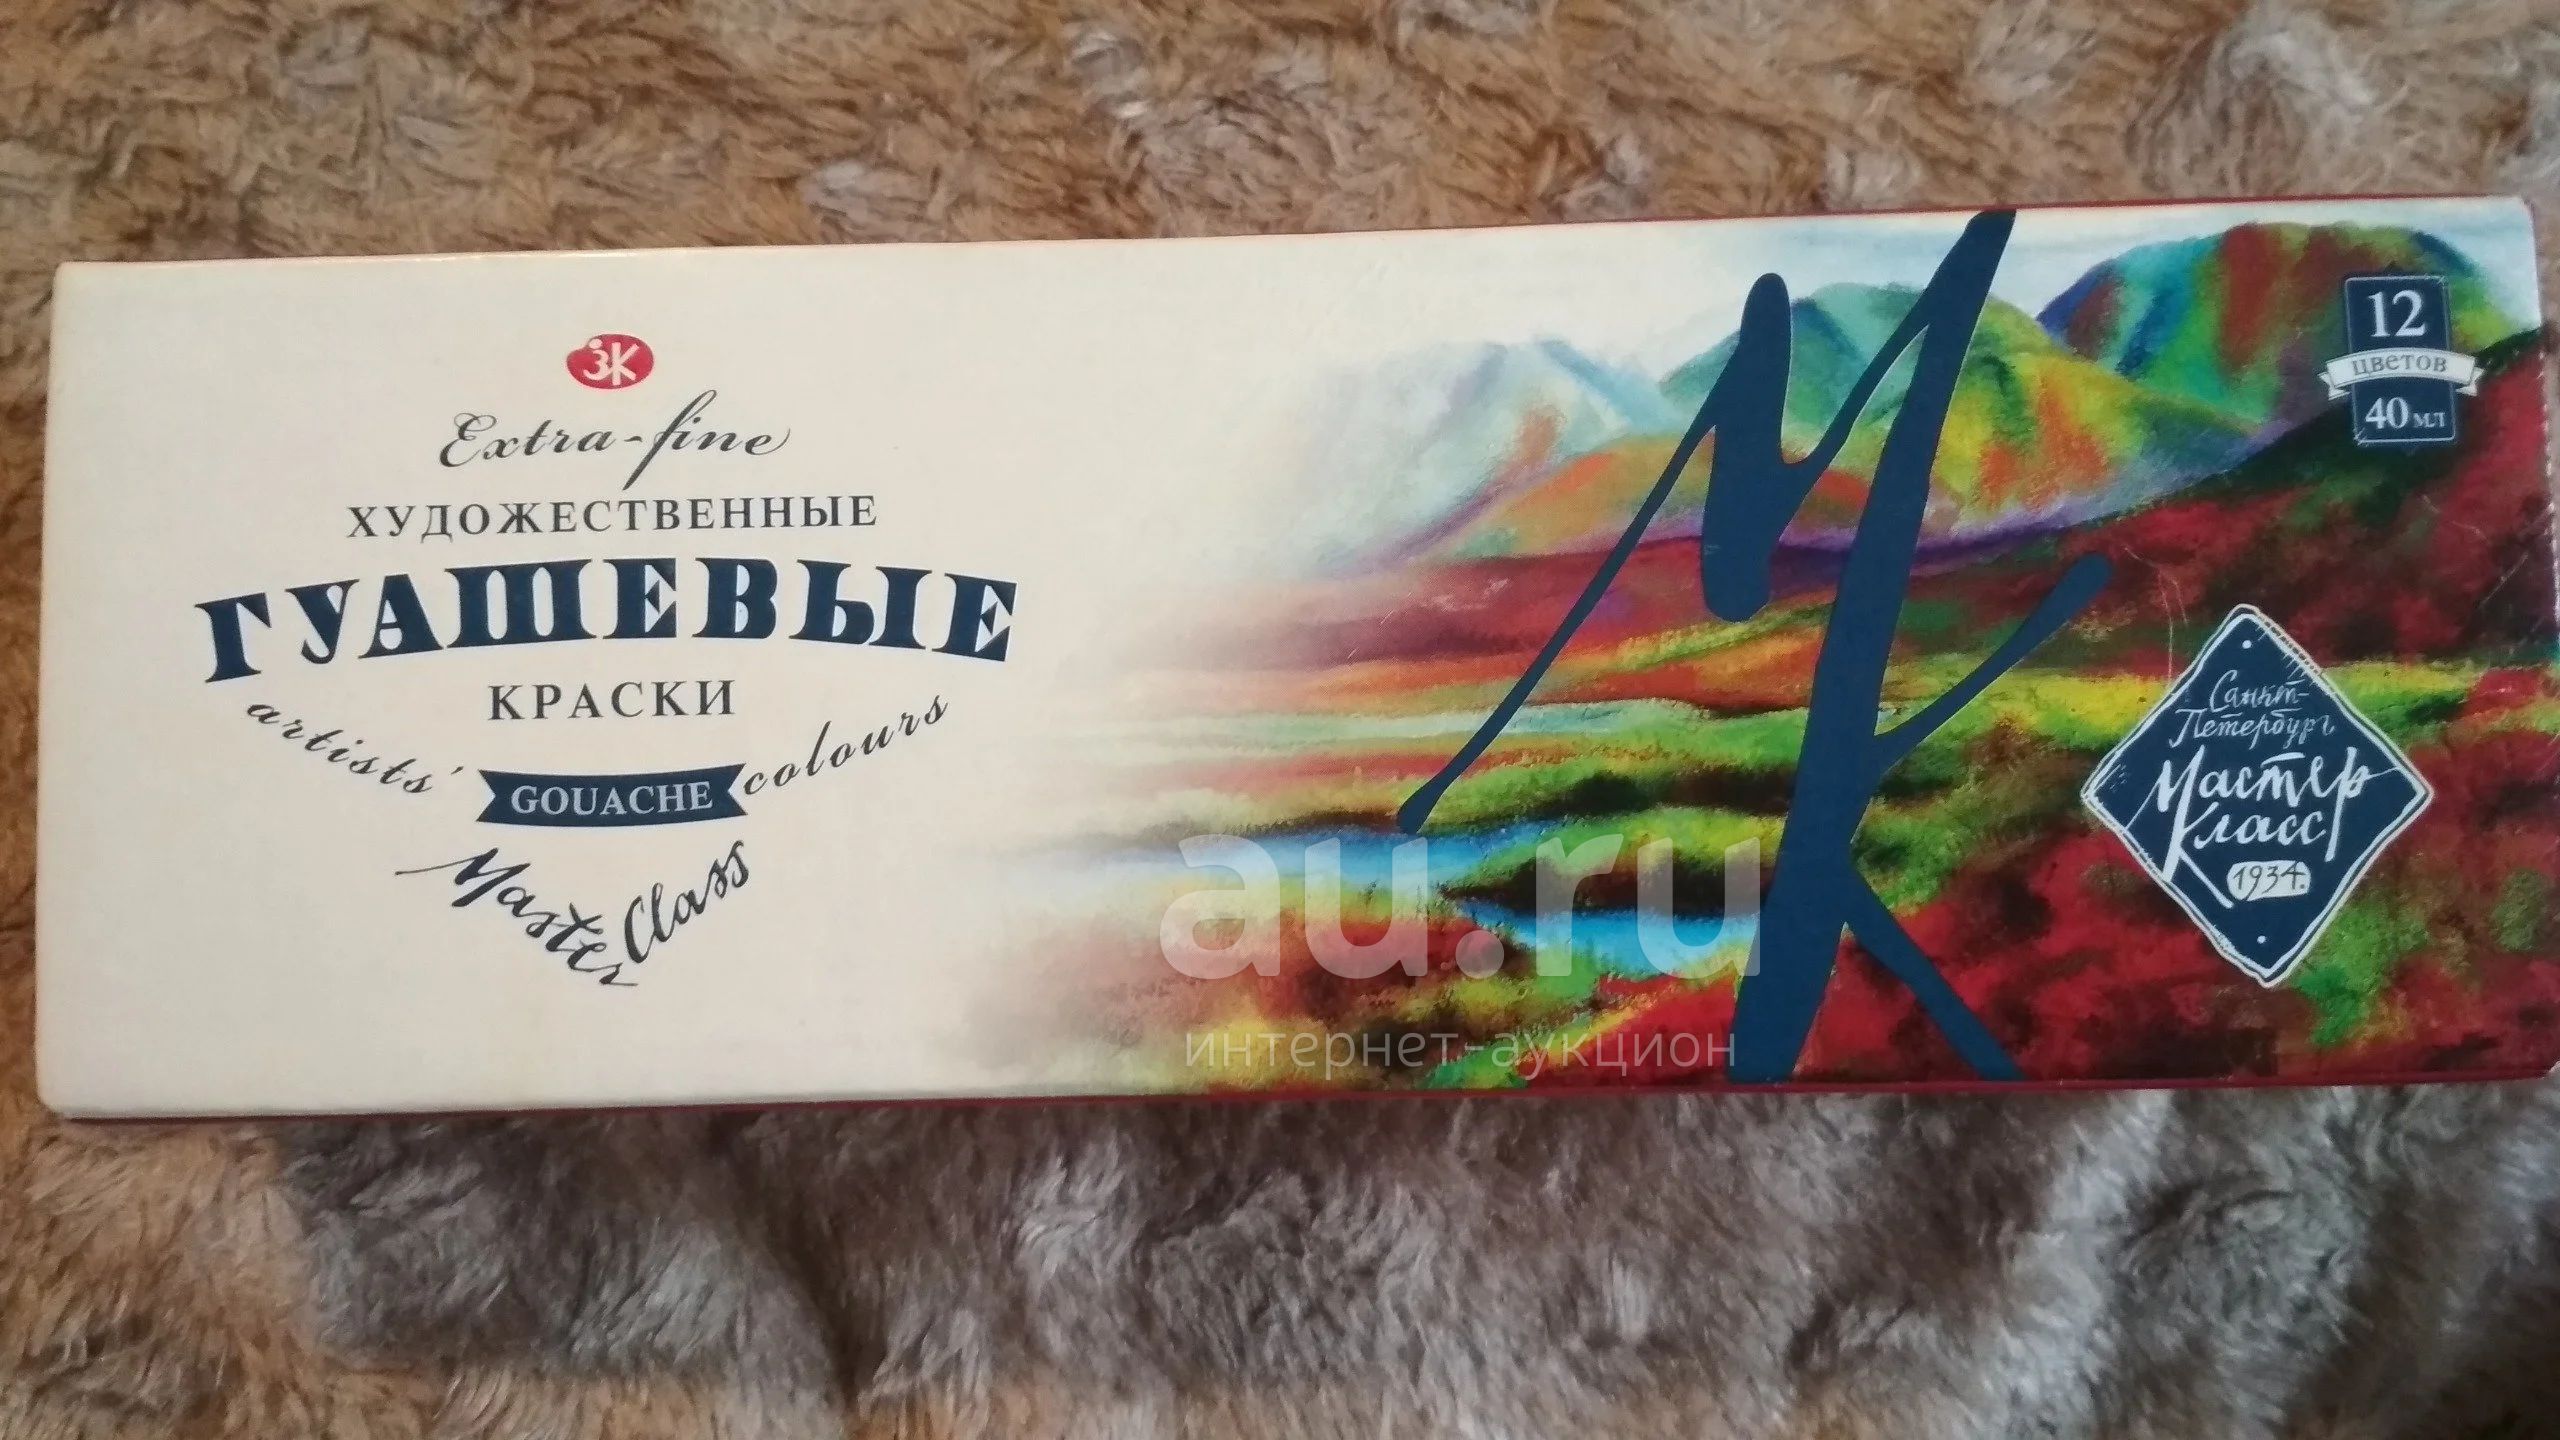 ЗК
Extra-fine
ХУДОЖЕСТВЕННЫЕ
ГУАШЕВЫЕ
КРАСКИ
artists' GOUACHE colours
Master Class
МК
12
цветов
40 мл
Санкт-
Петербургъ
Мастер
Класс
1934.
au.ru
интернет-аукцион